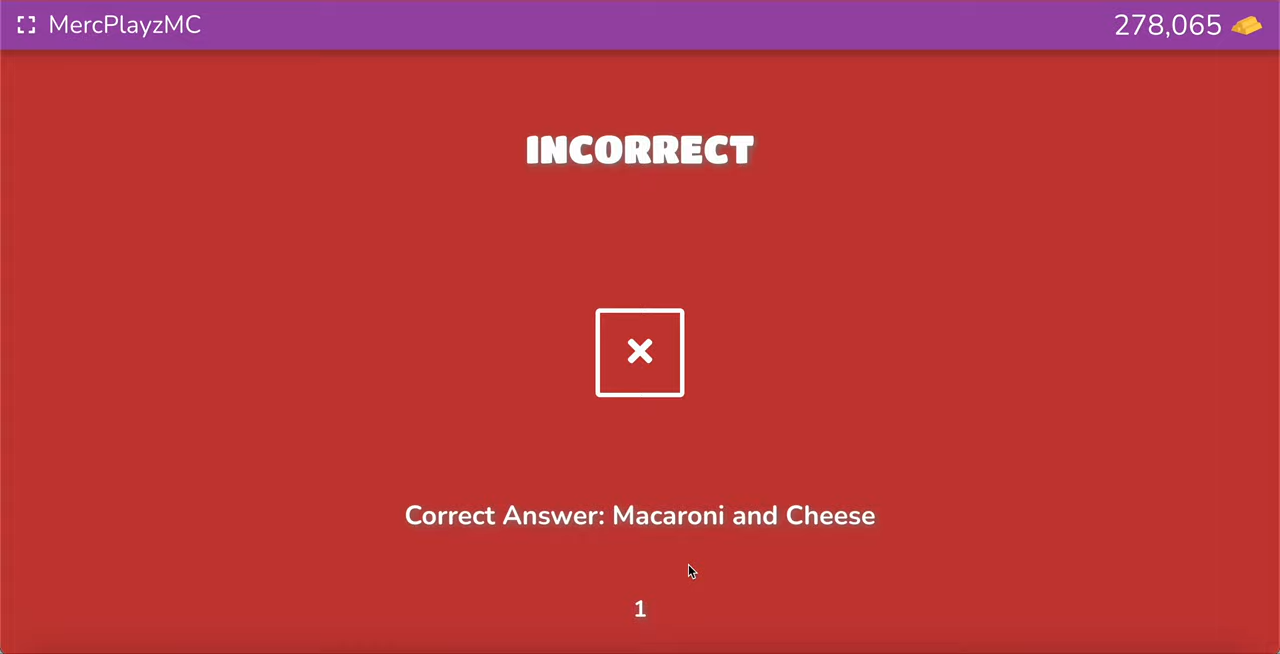 MercPlayzMC
278,065
INCORRECT
Correct Answer: Macaroni and Cheese
1